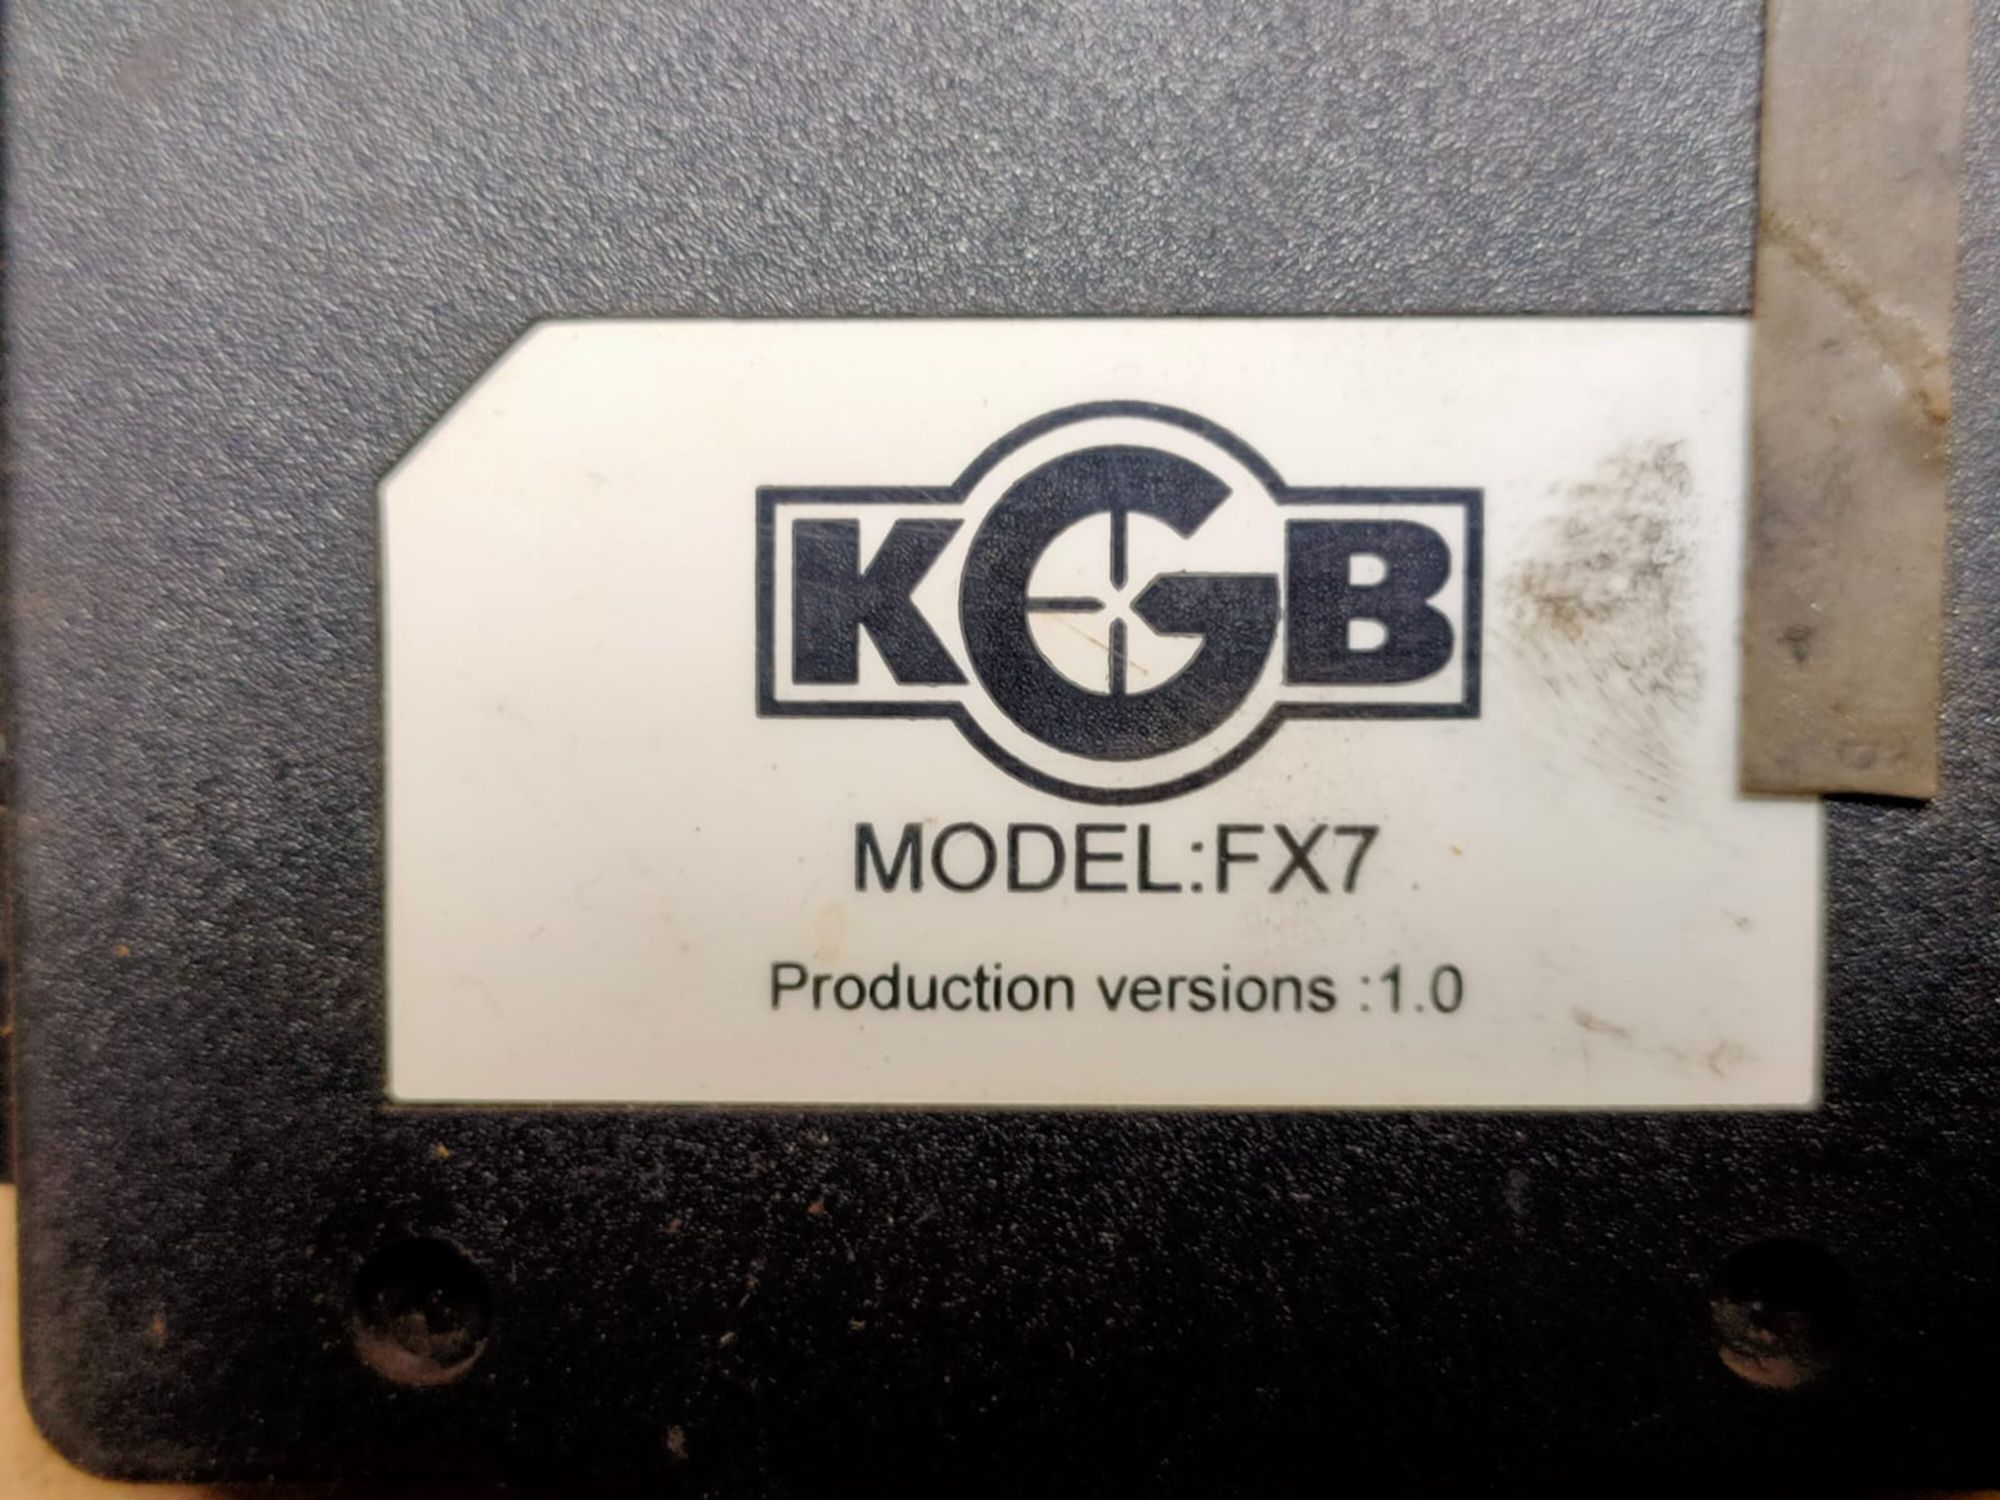 KGB
MODEL:FX7
Production versions :1.0